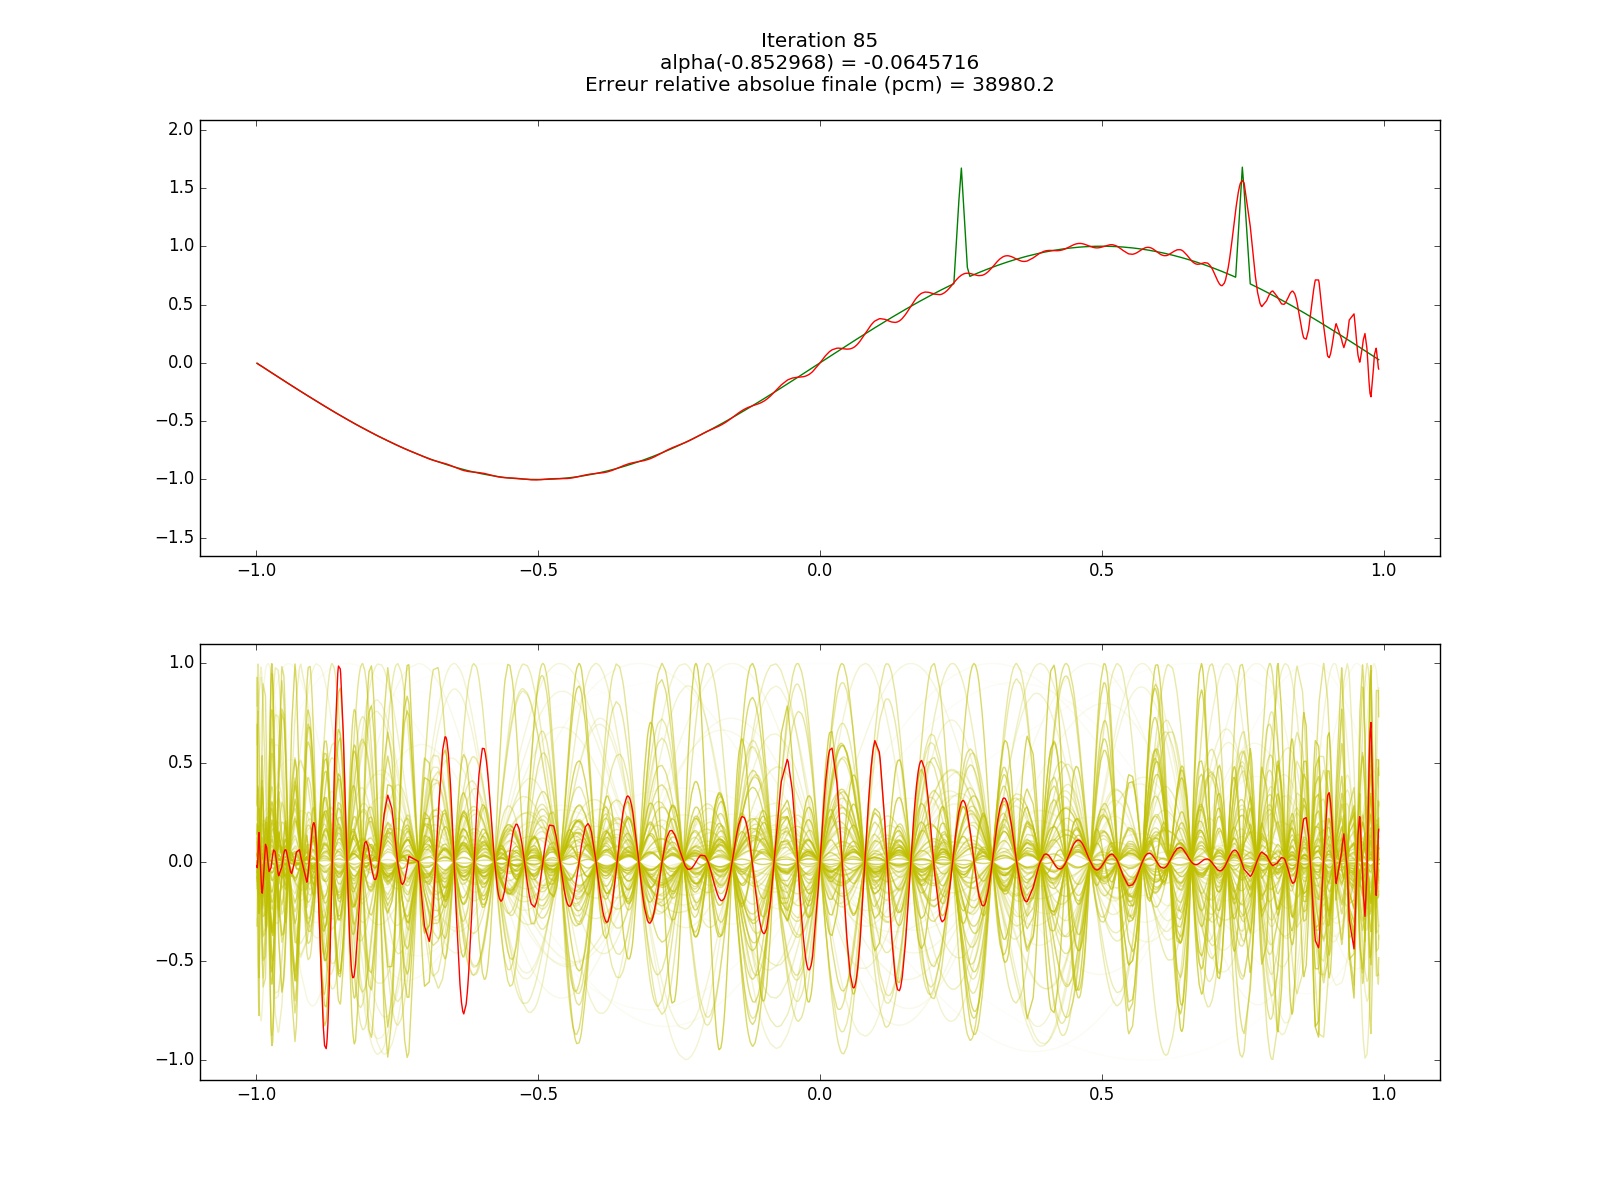 Iteration 85
alpha(-0.852968) = -0.0645716
Erreur relative absolue finale (pcm) = 38980.2
2.0
1.5
1.0
0.5
0.0
−0.5
−1.0
−1.5
−1.0 −0.5 0.0 0.5 1.0
1.0
0.5
0.0
−0.5
−1.0
−1.0 −0.5 0.0 0.5 1.0